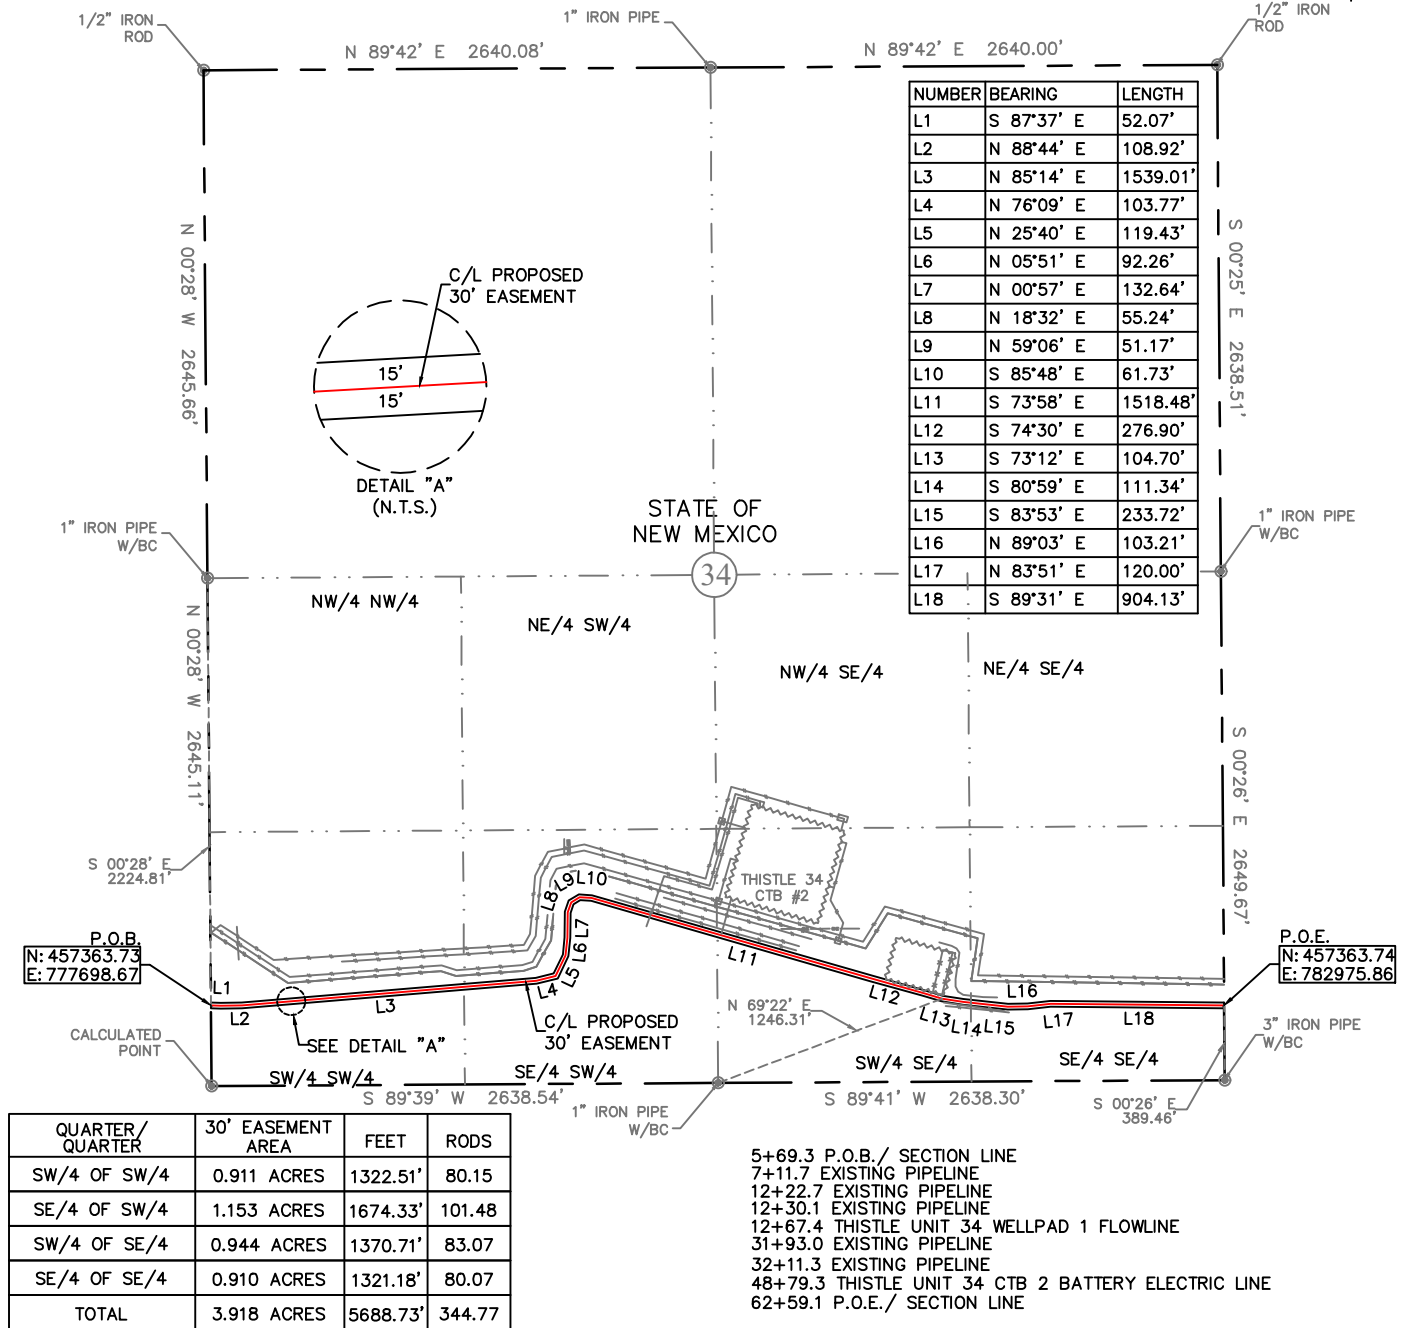 1/2" IRON
ROD
1" IRON PIPE
1/2" IRON
ROD
N 89°42' E 2640.08'
N 89°42' E 2640.00'
NUMBER BEARING LENGTH
L1 S 87°37' E 52.07'
L2 N 88°44' E 108.92'
L3 N 85°14' E 1539.01'
L4 N 76°09' E 103.77'
L5 N 25°40' E 119.43'
L6 N 05°51' E 92.26'
L7 N 00°57' E 132.64'
L8 N 18°32' E 55.24'
L9 N 59°06' E 51.17'
L10 S 85°48' E 61.73'
L11 S 73°58' E 1518.48'
L12 S 74°30' E 276.90'
L13 S 73°12' E 104.70'
L14 S 80°59' E 111.34'
L15 S 83°53' E 233.72'
L16 N 89°03' E 103.21'
L17 N 83°51' E 120.00'
L18 S 89°31' E 904.13'
N 00°28' W 2645.66'
S 00°25' E 2638.51'
C/L PROPOSED
30' EASEMENT
15'
15'
DETAIL "A"
(N.T.S.)
STATE OF
NEW MEXICO
34
1" IRON PIPE
W/BC
1" IRON PIPE
W/BC
NW/4 NW/4
NE/4 SW/4
NW/4 SE/4
NE/4 SE/4
N 00°28' W 2645.11'
S 00°26' E 2649.67'
S 00°28' E
2224.81'
THISTLE 34
CTB #2
P.O.B.
N: 457363.73
E: 777698.67
P.O.E.
N: 457363.74
E: 782975.86
L1
L2
L3
L4
L5
L6
L7
L8
L9
L10
L11
L12
L13
L14
L15
L16
L17
L18
N 69°22' E
1246.31'
CALCULATED
POINT
SEE DETAIL "A"
C/L PROPOSED
30' EASEMENT
3" IRON PIPE
W/BC
SW/4 SW/4
SE/4 SW/4
SW/4 SE/4
SE/4 SE/4
S 89°39' W 2638.54'
S 89°41' W 2638.30'
1" IRON PIPE
W/BC
S 00°26' E
389.46'
QUARTER/
QUARTER
30' EASEMENT
AREA
FEET
RODS
SW/4 OF SW/4 0.911 ACRES 1322.51' 80.15
SE/4 OF SW/4 1.153 ACRES 1674.33' 101.48
SW/4 OF SE/4 0.944 ACRES 1370.71' 83.07
SE/4 OF SE/4 0.910 ACRES 1321.18' 80.07
TOTAL 3.918 ACRES 5688.73' 344.77
5+69.3 P.O.B./ SECTION LINE
7+11.7 EXISTING PIPELINE
12+22.7 EXISTING PIPELINE
12+30.1 EXISTING PIPELINE
12+67.4 THISTLE UNIT 34 WELLPAD 1 FLOWLINE
31+93.0 EXISTING PIPELINE
32+11.3 EXISTING PIPELINE
48+79.3 THISTLE UNIT 34 CTB 2 BATTERY ELECTRIC LINE
62+59.1 P.O.E./ SECTION LINE